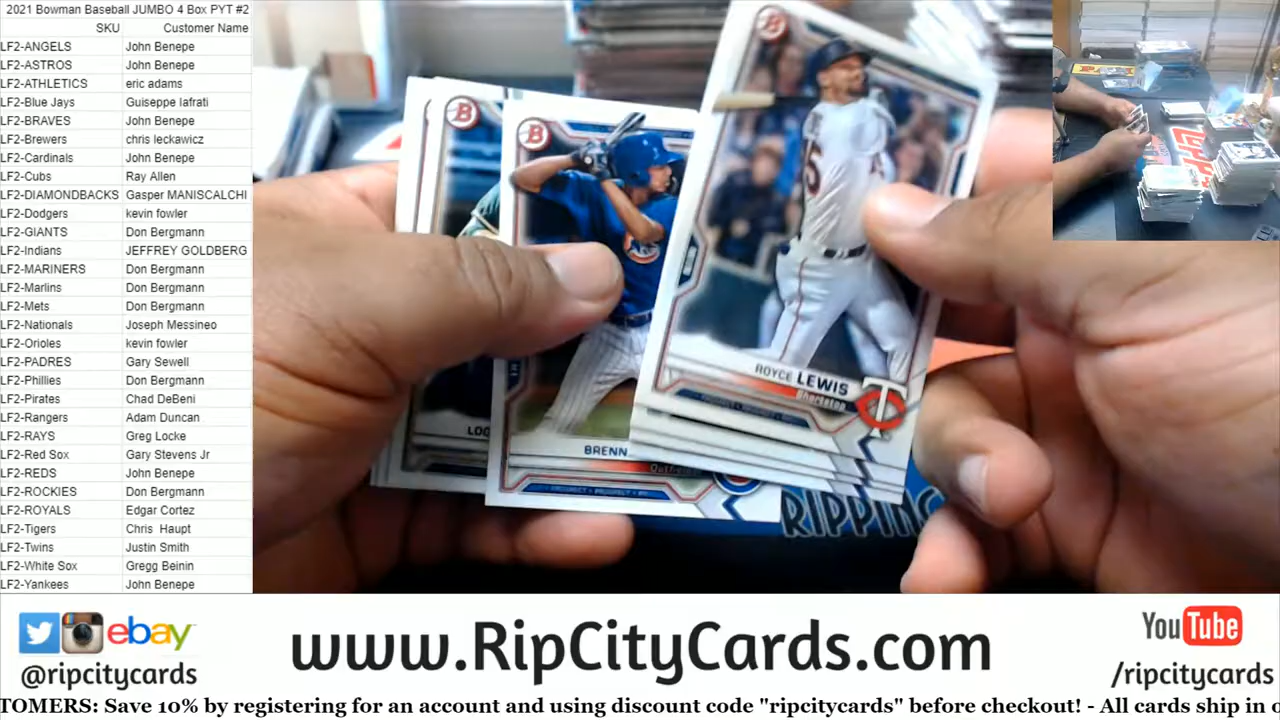 2021 Bowman Baseball JUMBO 4 Box PYT #2
SKU Customer Name
LF2-ANGELS John Benepe
LF2-ASTROS John Benepe
LF2-ATHLETICS eric adams
LF2-Blue Jays Guiseppe Iafrati
LF2-BRAVES John Benepe
LF2-Brewers chris leckawicz
LF2-Cardinals John Benepe
LF2-Cubs Ray Allen
LF2-DIAMONDBACKS Gasper MANISCALCHI
LF2-Dodgers kevin fowler
LF2-GIANTS Don Bergmann
LF2-Indians JEFFREY GOLDBERG
LF2-MARINERS Don Bergmann
LF2-Marlins Don Bergmann
LF2-Mets Don Bergmann
LF2-Nationals Joseph Messineo
LF2-Orioles kevin fowler
LF2-PADRES Gary Sewell
LF2-Phillies Don Bergmann
LF2-Pirates Chad DeBeni
LF2-Rangers Adam Duncan
LF2-RAYS Greg Locke
LF2-Red Sox Gary Stevens Jr
LF2-REDS John Benepe
LF2-ROCKIES Don Bergmann
LF2-ROYALS Edgar Cortez
LF2-Tigers Chris Haupt
LF2-Twins Justin Smith
LF2-White Sox Gregg Beinin
LF2-Yankees John Benepe
B
B
B
ROYCE LEWIS
Shortstop
LOG
BRENN
Outf
RIPPING
ebay
@ripcitycards
www.RipCityCards.com
YouTube
/ripcitycards
TOMERS: Save 10% by registering for an account and using discount code "ripcitycards" before checkout! - All cards ship in o